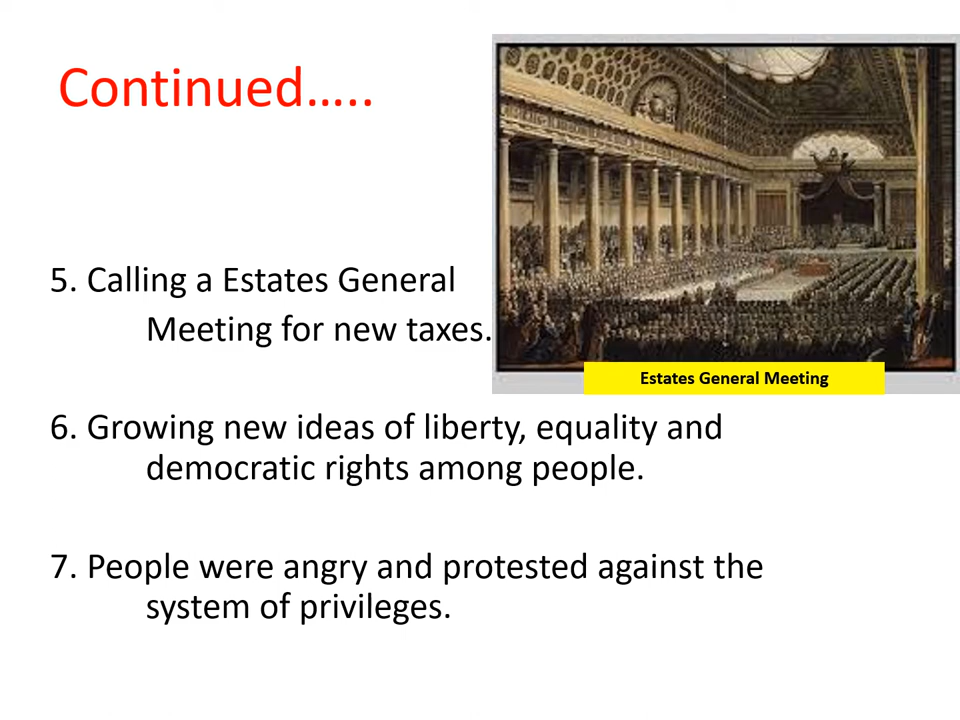 Continued…..
5. Calling a Estates General
Meeting for new taxes.
Estates General Meeting
6. Growing new ideas of liberty, equality and
democratic rights among people.
7. People were angry and protested against the
system of privileges.